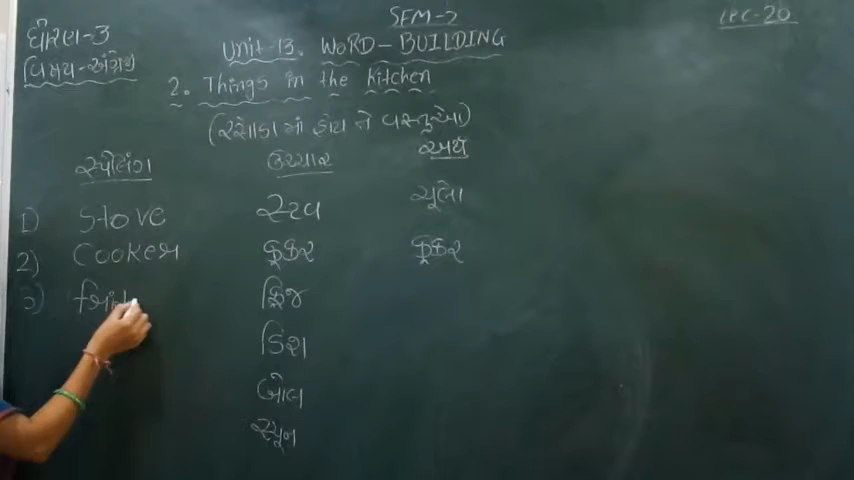 SEM-2
Lec-20
ધોરણ-3
વિષય-અંગ્રેજી
Unit-13. WORD-BUILDING
2. Things in the Kitchen
(રસોડામાં હોય તે વસ્તુઓ)
સ્પેલિંગ ઉચ્ચાર અર્થ
1) Stove સ્ટવ ચૂલો
2) Cooker કૂકર કૂકર
3) frid ફ્રિજ
ડિશ
બોલ
સ્પૂન